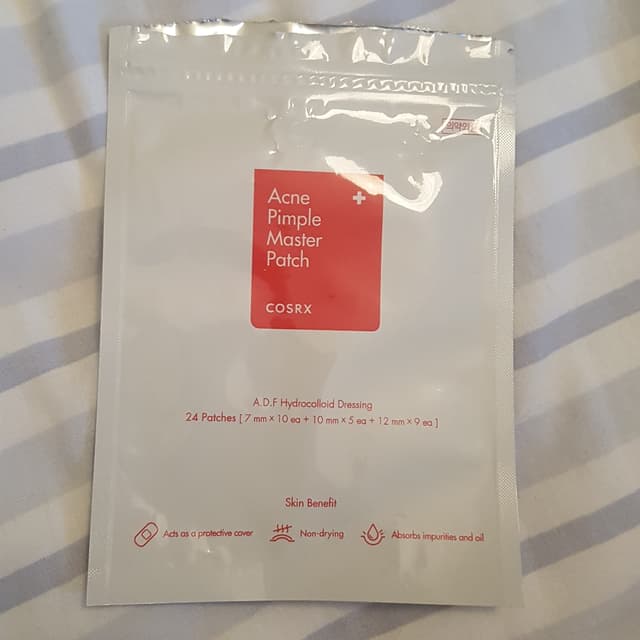 Acne
Pimple
Master
Patch
COSRX
A.D.F Hydrocolloid Dressing
24 Patches [ 7 mm × 10 ea + 10 mm × 5 ea + 12 mm × 9 ea ]
Skin Benefit
Acts as a protective cover
Non-drying
Absorbs impurities and oil